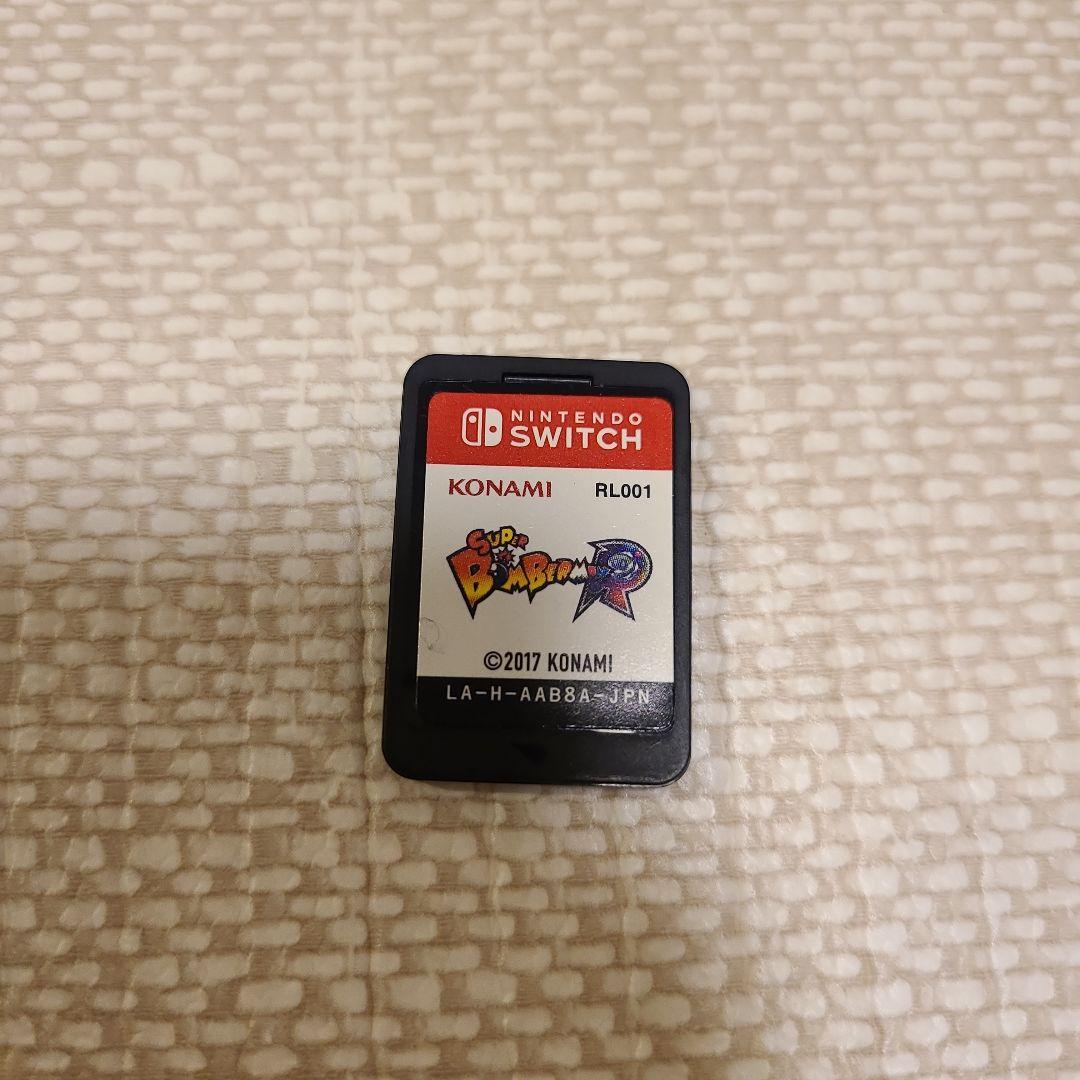 NINTENDO
SWITCH
KONAMI RL001
SUPER
BOMBERMAN R
©2017 KONAMI
LA-H-AAB8A-JPN